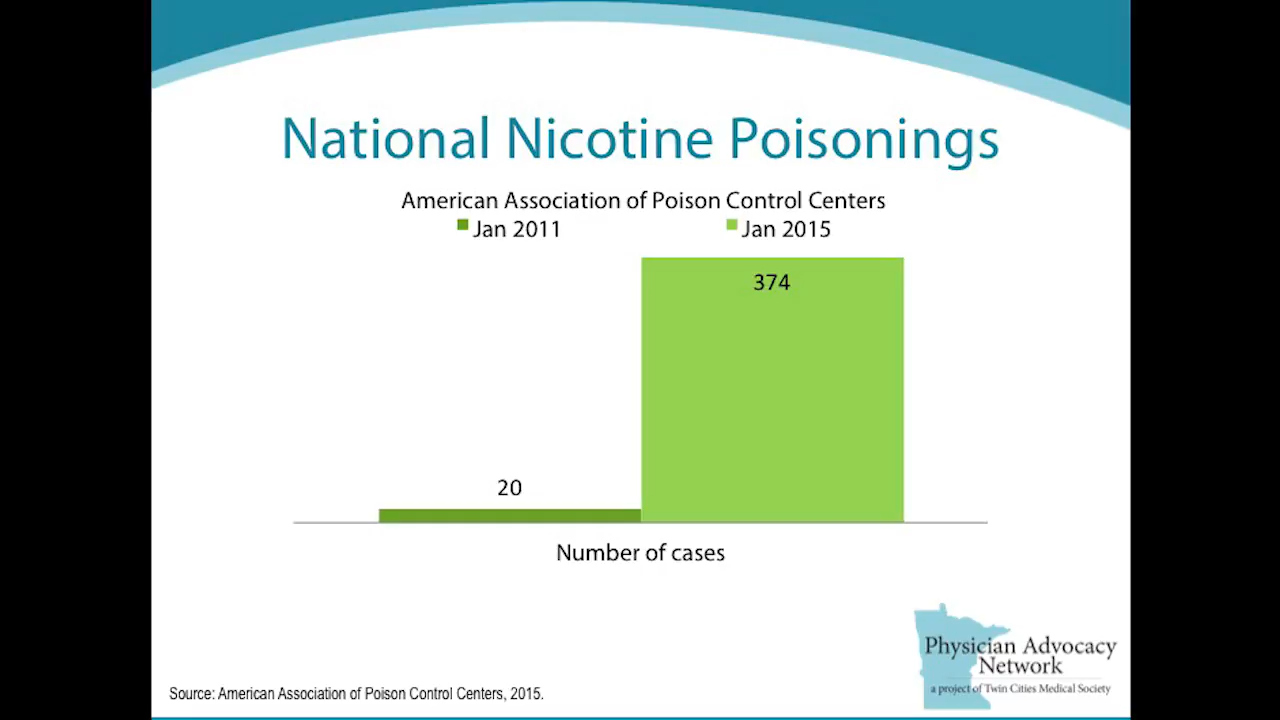 National Nicotine Poisonings
American Association of Poison Control Centers
Jan 2011 Jan 2015
374
20
Number of cases
Physician Advocacy
Network
a project of Twin Cities Medical Society
Source: American Association of Poison Control Centers, 2015.